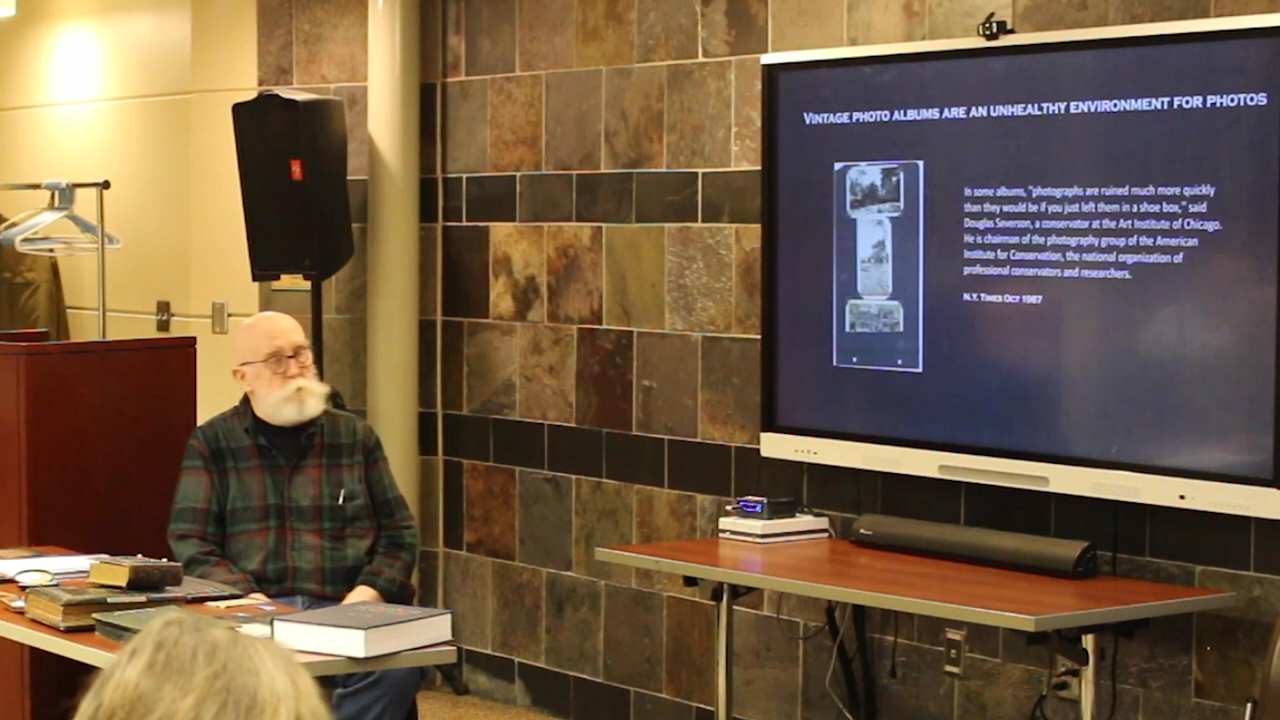 VINTAGE PHOTO ALBUMS ARE AN UNHEALTHY ENVIRONMENT FOR PHOTOS
In some albums, "photographs are ruined much more quickly
than they would be if you just left them in a shoe box," said
Douglas Severson, a conservator at the Art Institute of Chicago.
He is chairman of the photography group of the American
Institute for Conservation, the national organization of
professional conservators and researchers.
N.Y. TIMES OCT 1987